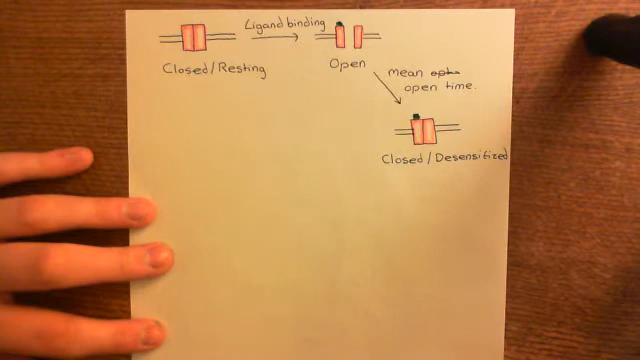 Ligand binding
Closed/Resting
Open
mean
open time.
Closed/Desensitized